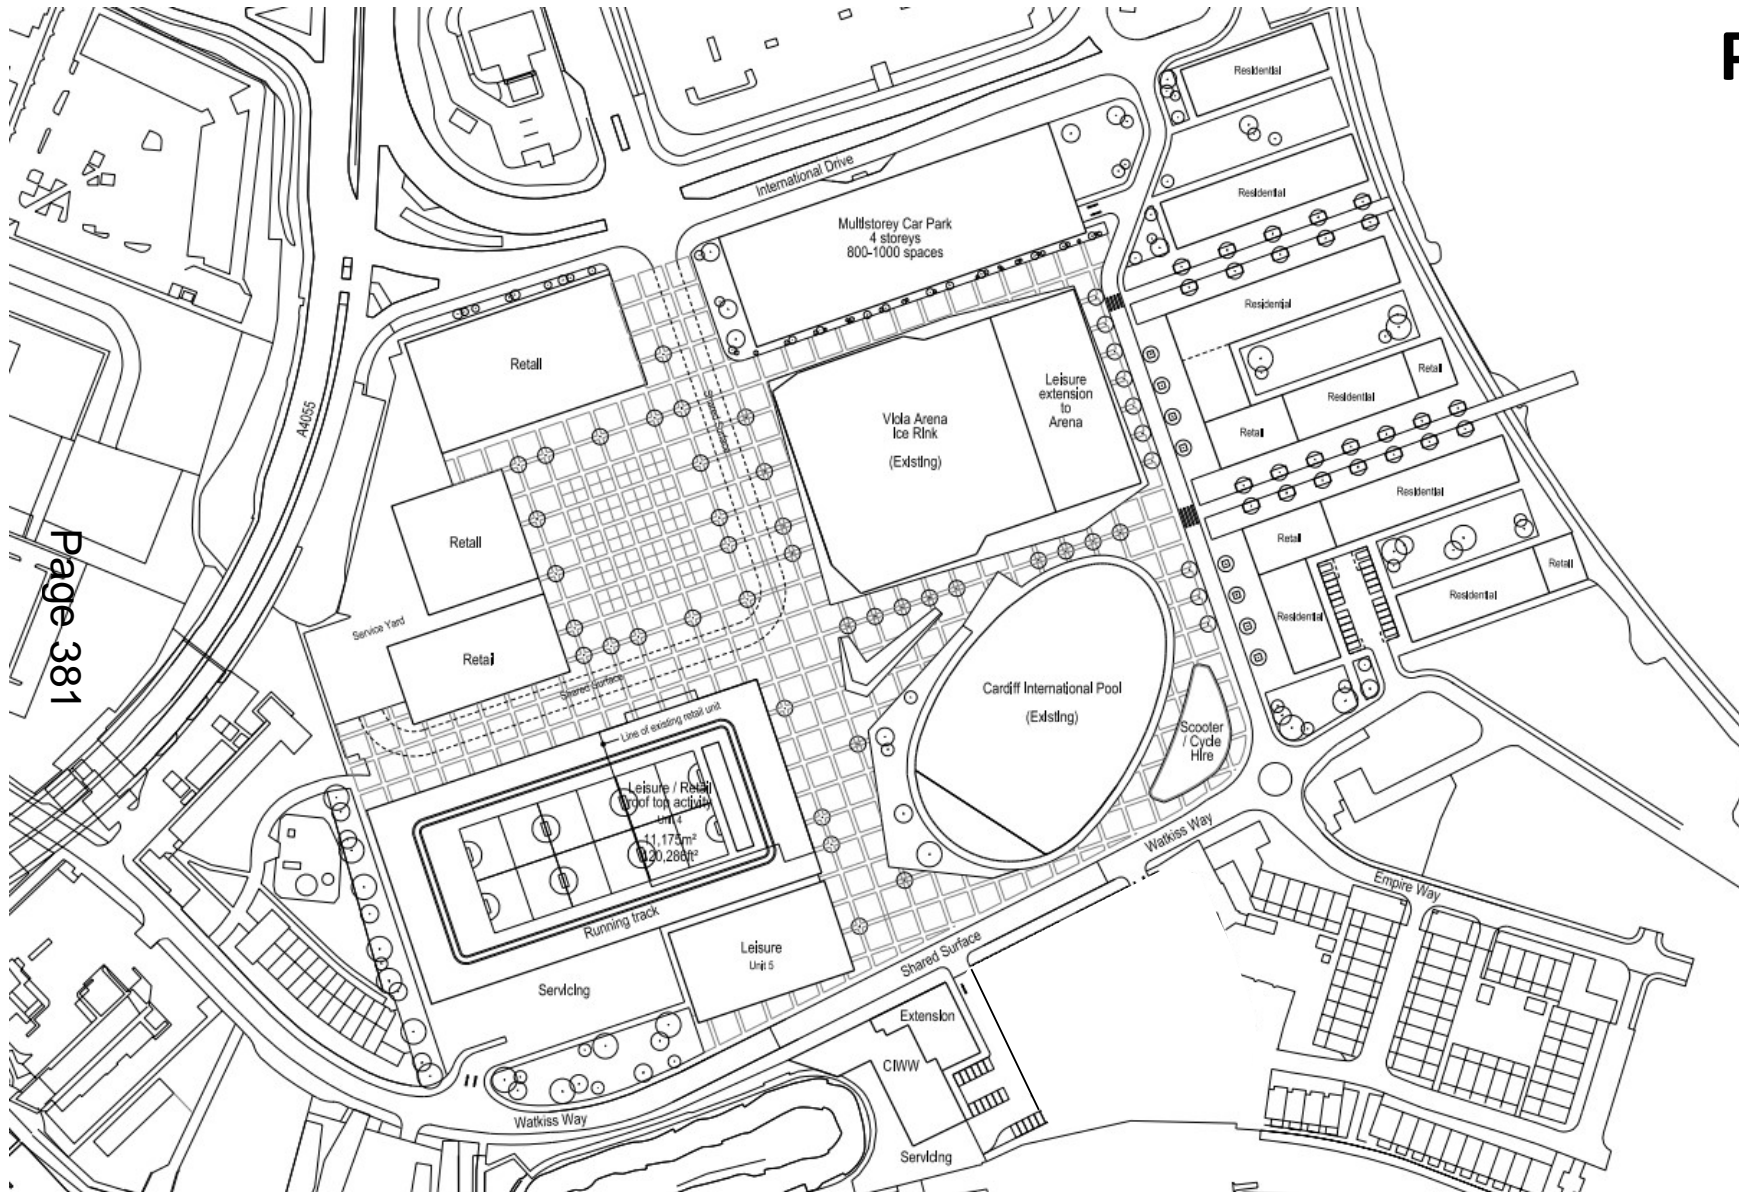 P
Residential
International Drive
Residential
Multistorey Car Park
4 storeys
800-1000 spaces
Residential
Retail
A4055
Shared Surface
Viola Arena
Ice Rink
(Existing)
Leisure
extension
to
Arena
Retail
Residential
Retail
Residential
Retail
Retail
Retail
Residential
Residential
Page 381
Service Yard
Retail
Shared Surface
Cardiff International Pool
(Existing)
Scooter
/ Cycle
Hire
Line of existing retail unit
Leisure / Retail
roof top activity
Unit 4
11,175m²
120,286ft²
Running track
Watkiss Way
Empire Way
Leisure
Unit 5
Shared Surface
Servicing
Extension
CIWW
Watkiss Way
Servicing